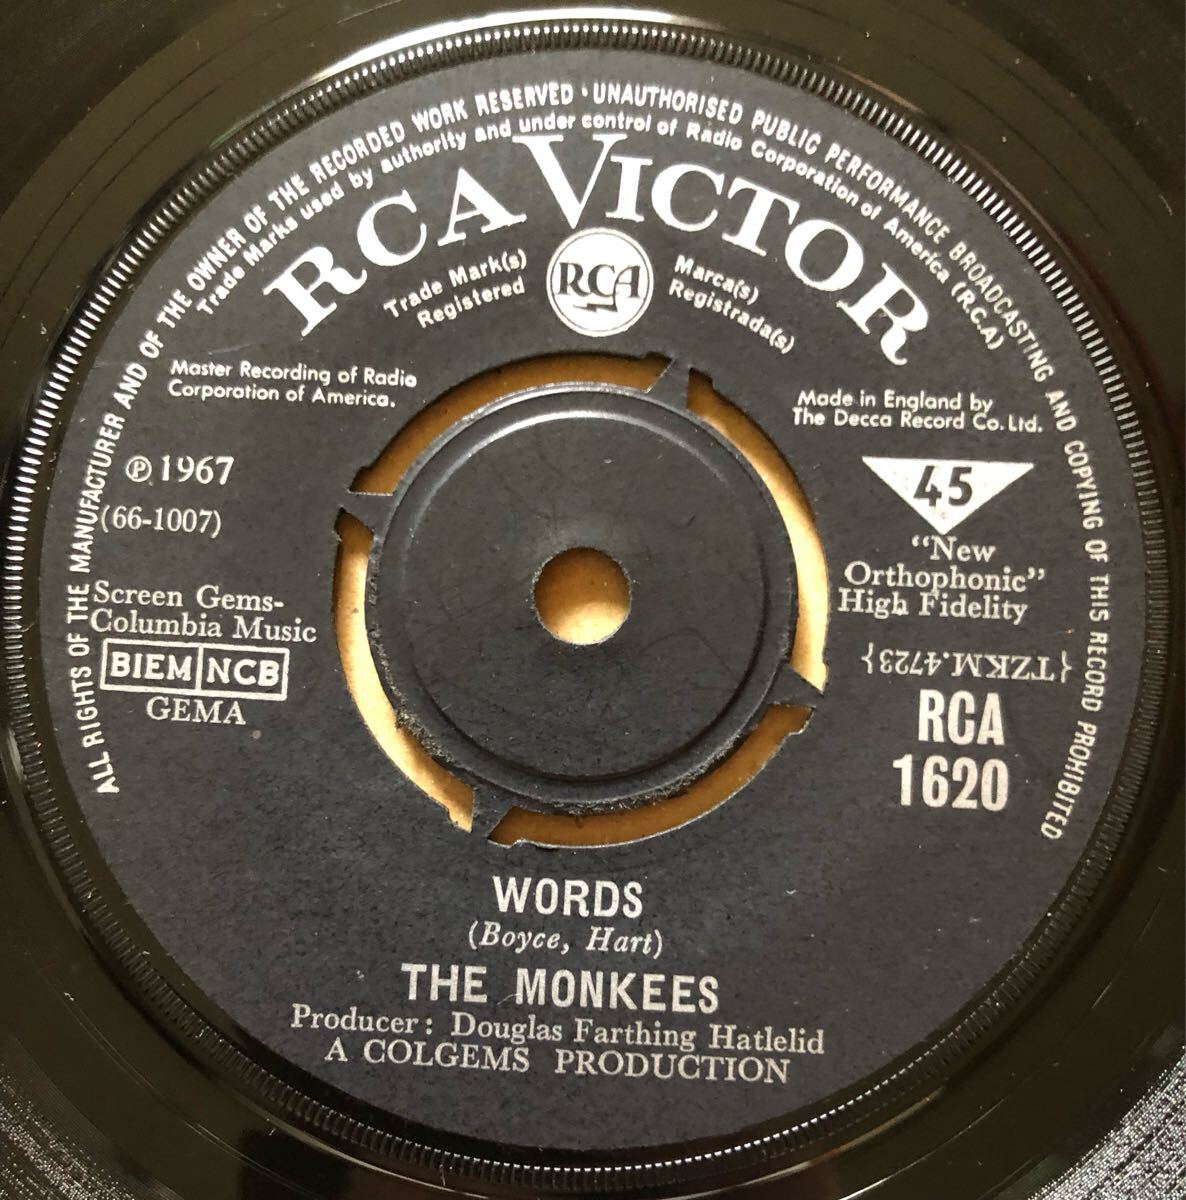 ALL RIGHTS OF THE MANUFACTURER AND OF THE OWNER OF THE RECORDED WORK RESERVED · UNAUTHORISED PUBLIC PERFORMANCE BROADCASTING AND COPYING OF THIS RECORD PROHIBITED
Trade Marks used by authority and under control of Radio Corporation of America (R.C.A)
RCA VICTOR
Trade Mark(s)
Registered
RCA
Marca(s)
Registrada(s)
Master Recording of Radio
Corporation of America.
Made in England by
The Decca Record Co. Ltd.
℗ 1967
(66-1007)
45
"New
Orthophonic"
High Fidelity
Screen Gems-
Columbia Music
BIEM NCB
GEMA
{TZKM.4723}
RCA
1620
WORDS
(Boyce, Hart)
THE MONKEES
Producer: Douglas Farthing Hatlelid
A COLGEMS PRODUCTION